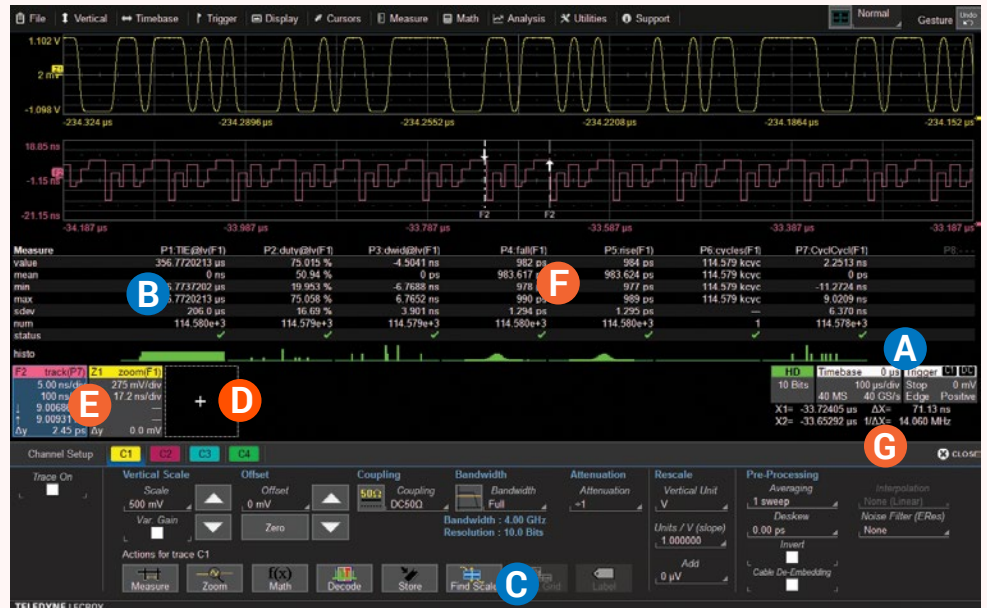 File Vertical Timebase Trigger Display Cursors Measure Math Analysis Utilities Support Normal Gesture Undo
1.102 V
Z1
2 mV
-1.098 V
-234.324 µs -234.2896 µs -234.2552 µs -234.2208 µs -234.1864 µs -234.152 µs
18.85 ns
-1.15 ns
-21.15 ns
F2 F2
-34.187 µs -33.987 µs -33.787 µs -33.587 µs -33.387 µs -33.187 µs
Measure P1:TIE@lv(F1) P2:duty@lv(F1) P3:dwid@lv(F1) P4:fall(F1) P5:rise(F1) P6:cycles(F1) P7:CyclCycl(F1) P8:- - -
value 356.7720213 µs 75.015 % -4.5041 ns 982 ps 984 ps 114.579 kcyc 2.2513 ns
mean 0 ns 50.94 % 0 ps 983.617 983.624 ps 114.579 kcyc 0 ps
min .7737202 µs 19.953 % -6.7688 ns 978 977 ps 114.579 kcyc -11.2724 ns
max .7720213 µs 75.058 % 6.7652 ns 990 ps 989 ps 114.579 kcyc 9.0209 ns
sdev 206.0 µs 16.69 % 3.901 ns 1.294 ps 1.295 ps --- 6.370 ns
num 114.580e+3 114.579e+3 114.579e+3 114.580e+3 114.580e+3 1 114.578e+3
status
histo
B
F
A
F2 track(P7) Z1 zoom(F1) HD Timebase 0 µs Trigger C1 DC
5.00 ns/div 275 mV/div 10 Bits 100 µs/div Stop 0 mV
100 ns 17.2 ns/div 40 MS 40 GS/s Edge Positive
E
+ D
X1= -33.72405 µs ΔX= 71.13 ns
X2= -33.65292 µs 1/ΔX= 14.060 MHz
Δy 2.45 ps Δy 0.0 mV
G
Channel Setup C1 C2 C3 C4 CLOSE
Trace On Vertical Scale Offset Coupling Bandwidth Attenuation Rescale Pre-Processing
Scale Offset 50Ω Coupling Bandwidth Attenuation Vertical Unit Averaging Interpolation
500 mV 0 mV DC50Ω Full ÷1 V 1 sweep None (Linear)
Var. Gain Zero Bandwidth : 4.00 GHz Units / V (slope) Deskew Noise Filter (ERes)
Resolution : 10.0 Bits 1.000000 0.00 ps None
Invert
Actions for trace C1 Add Cable De-Embedding
0 µV
Measure Zoom f(x) Math Decode Store Find Scale C Label
TELEDYNE LECROY